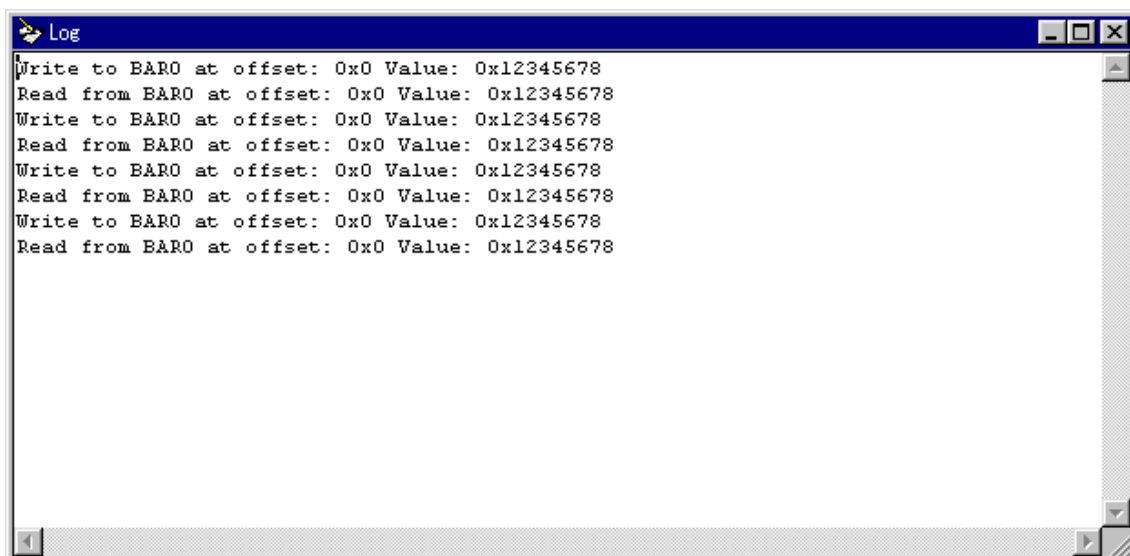 Log
Write to BAR0 at offset: 0x0 Value: 0x12345678
Read from BAR0 at offset: 0x0 Value: 0x12345678
Write to BAR0 at offset: 0x0 Value: 0x12345678
Read from BAR0 at offset: 0x0 Value: 0x12345678
Write to BAR0 at offset: 0x0 Value: 0x12345678
Read from BAR0 at offset: 0x0 Value: 0x12345678
Write to BAR0 at offset: 0x0 Value: 0x12345678
Read from BAR0 at offset: 0x0 Value: 0x12345678